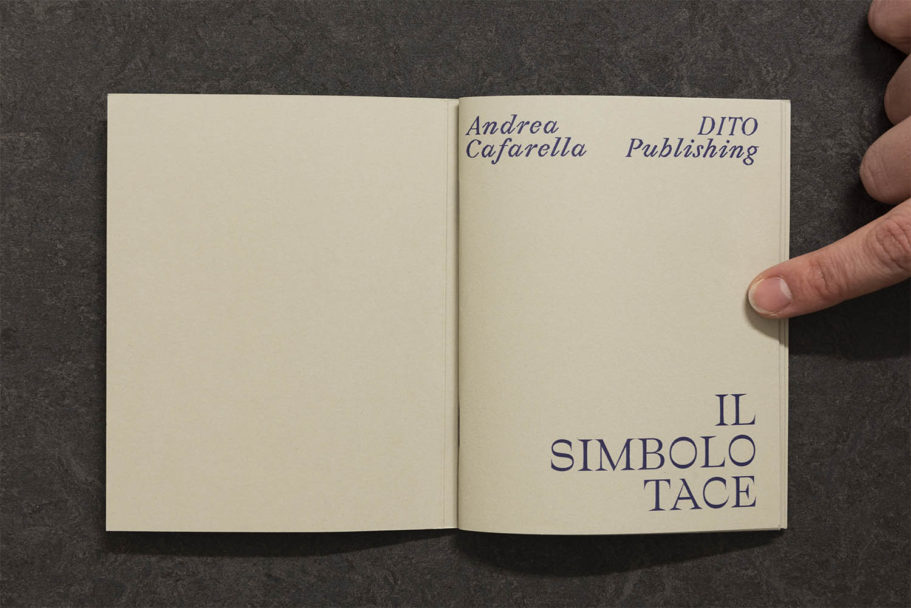 Andrea
Cafarella
DITO
Publishing
IL
SIMBOLO
TACE